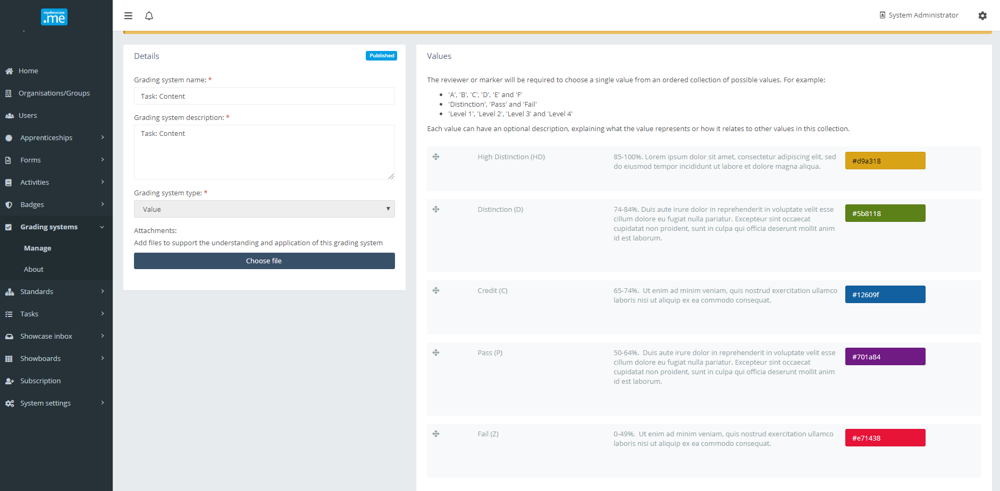 myshowcase
.me
System Administrator
Home
Organisations/Groups
Users
Apprenticeships
Forms
Activities
Badges
Grading systems
Manage
About
Standards
Tasks
Showcase inbox
Showboards
Subscription
System settings
Details
Published
Grading system name: *
Task: Content
Grading system description: *
Task: Content
Grading system type: *
Value
Attachments:
Add files to support the understanding and application of this grading system
Choose file
Values
The reviewer or marker will be required to choose a single value from an ordered collection of possible values. For example:
'A', 'B', 'C', 'D', 'E' and 'F'
'Distinction', 'Pass' and 'Fail'
'Level 1', 'Level 2', 'Level 3' and 'Level 4'
Each value can have an optional description, explaining what the value represents or how it relates to other values in this collection.
High Distinction (HD)
85-100%. Lorem ipsum dolor sit amet, consectetur adipiscing elit, sed
do eiusmod tempor incididunt ut labore et dolore magna aliqua.
#d9a318
Distinction (D)
74-84%. Duis aute irure dolor in reprehenderit in voluptate velit esse
cillum dolore eu fugiat nulla pariatur. Excepteur sint occaecat
cupidatat non proident, sunt in culpa qui officia deserunt mollit anim
id est laborum.
#5b8118
Credit (C)
65-74%.  Ut enim ad minim veniam, quis nostrud exercitation ullamco
laboris nisi ut aliquip ex ea commodo consequat.
#12609f
Pass (P)
50-64%.  Duis aute irure dolor in reprehenderit in voluptate velit esse
cillum dolore eu fugiat nulla pariatur. Excepteur sint occaecat
cupidatat non proident, sunt in culpa qui officia deserunt mollit anim
id est laborum.
#701a84
Fail (Z)
0-49%.  Ut enim ad minim veniam, quis nostrud exercitation ullamco
laboris nisi ut aliquip ex ea commodo consequat.
#e71438